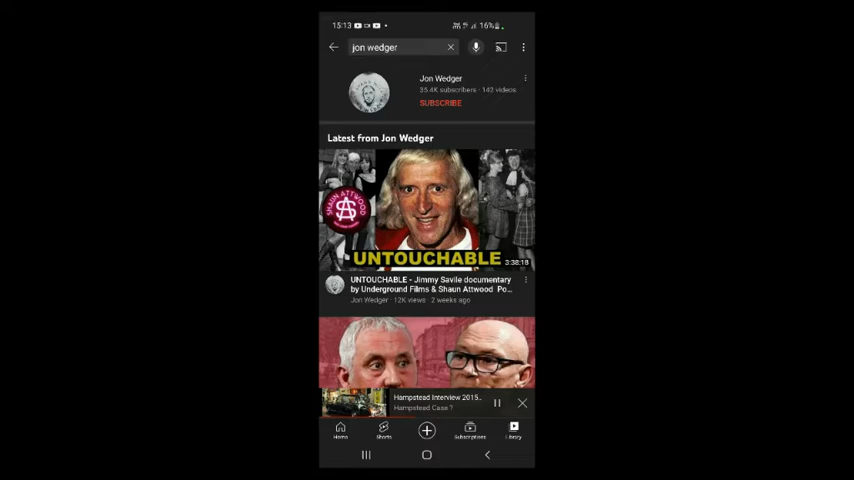 15:13
16%
jon wedger
Jon Wedger
35.4K subscribers · 142 videos
SUBSCRIBE
Latest from Jon Wedger
SHAUN ATTWOOD
UNTOUCHABLE
3:38:18
UNTOUCHABLE - Jimmy Savile documentary
by Underground Films & Shaun Attwood Po...
Jon Wedger · 12K views · 2 weeks ago
Hampstead Interview 2015..
Hampstead Case ?
Home
Shorts
Subscriptions
Library